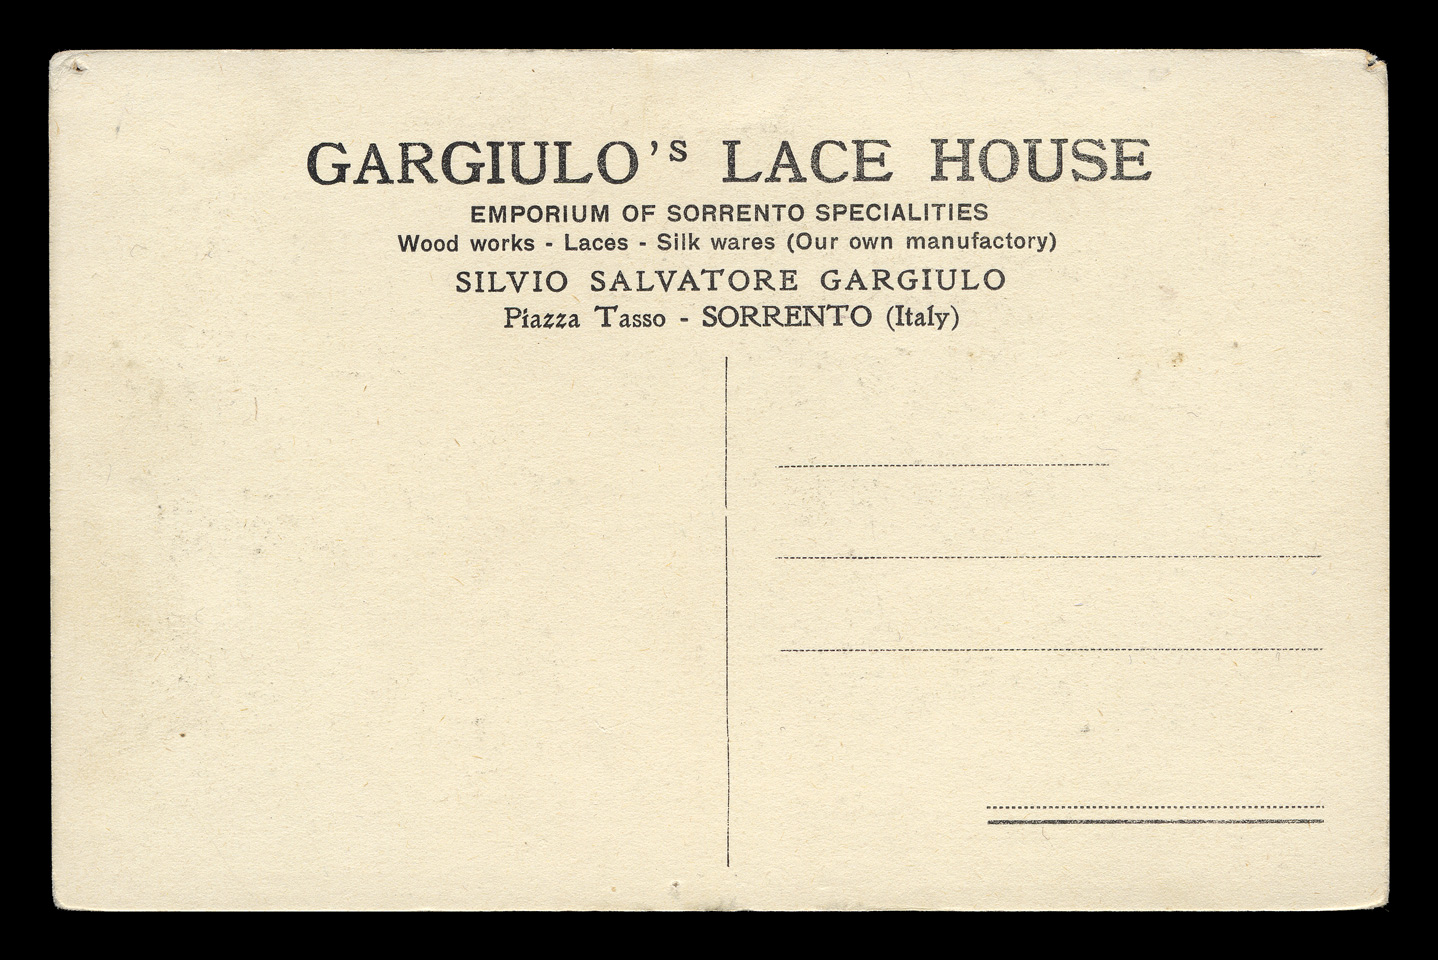 GARGIULO's LACE HOUSE
EMPORIUM OF SORRENTO SPECIALITIES
Wood works - Laces - Silk wares (Our own manufactory)
SILVIO SALVATORE GARGIULO
Piazza Tasso - SORRENTO (Italy)